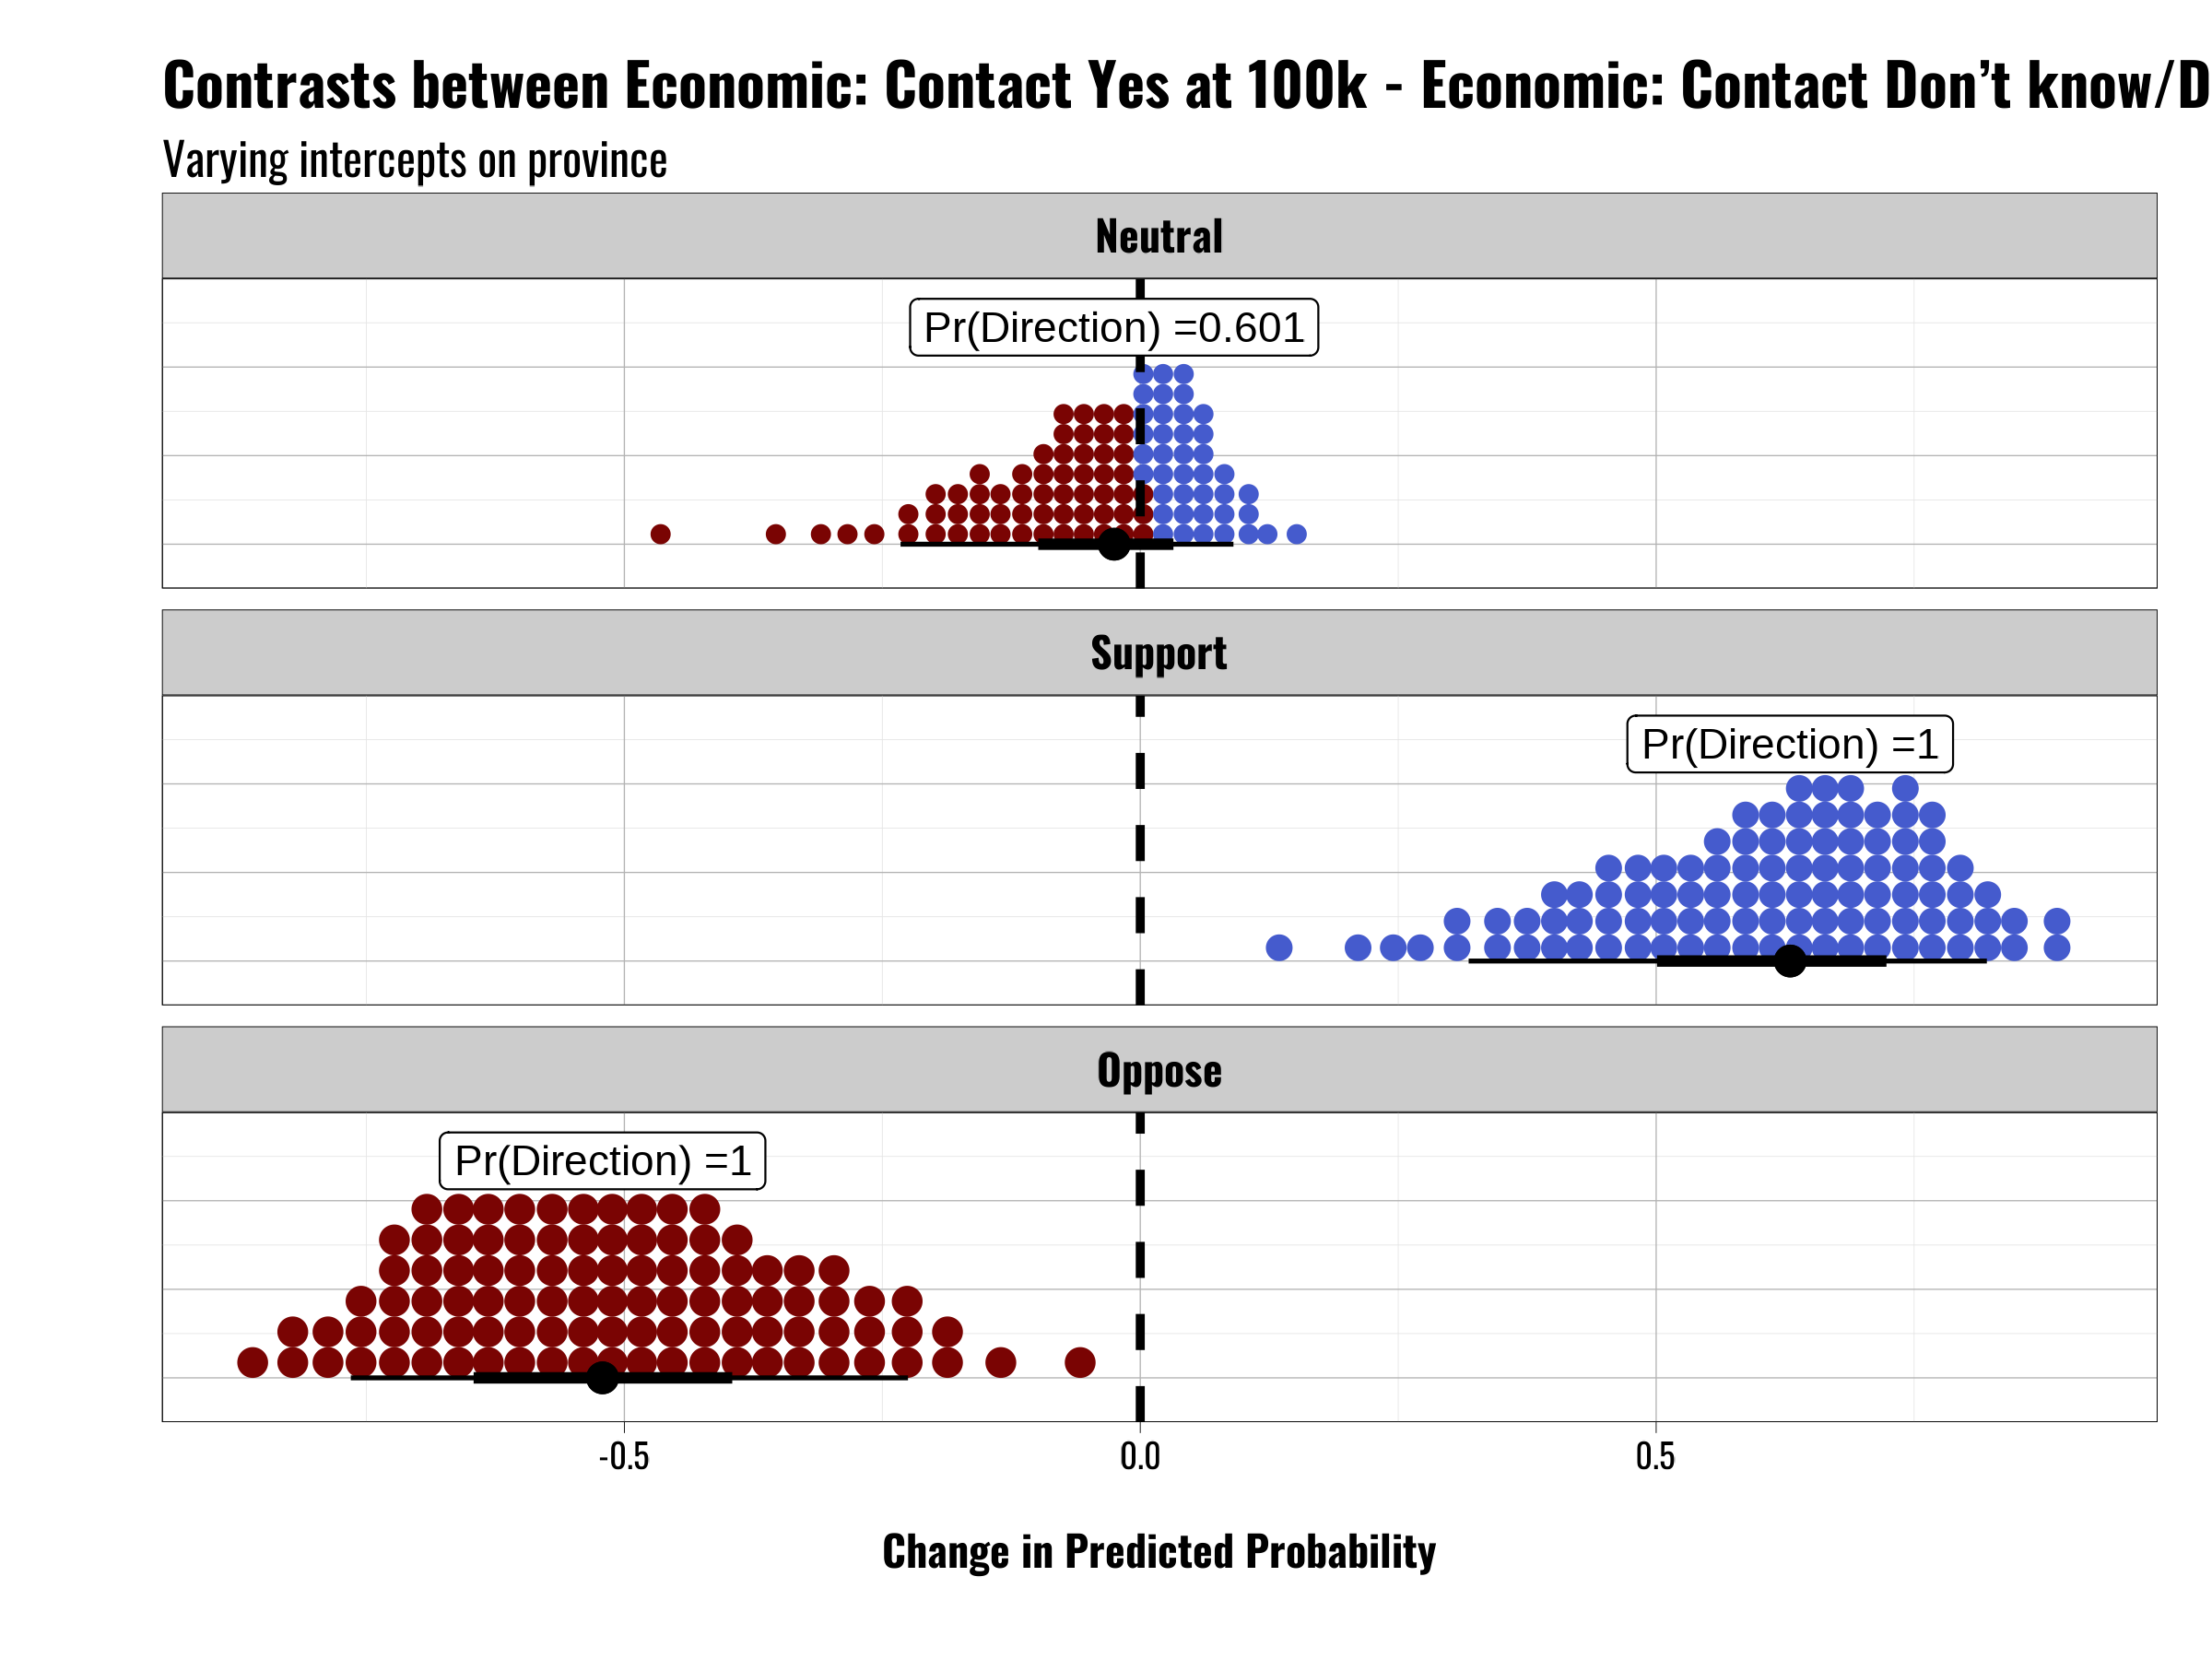 Contrasts between Economic: Contact Yes at 100k - Economic: Contact Don’t know/D
Varying intercepts on province
Neutral
Pr(Direction) =0.601
Support
Pr(Direction) =1
Oppose
Pr(Direction) =1
-0.5 0.0 0.5
Change in Predicted Probability